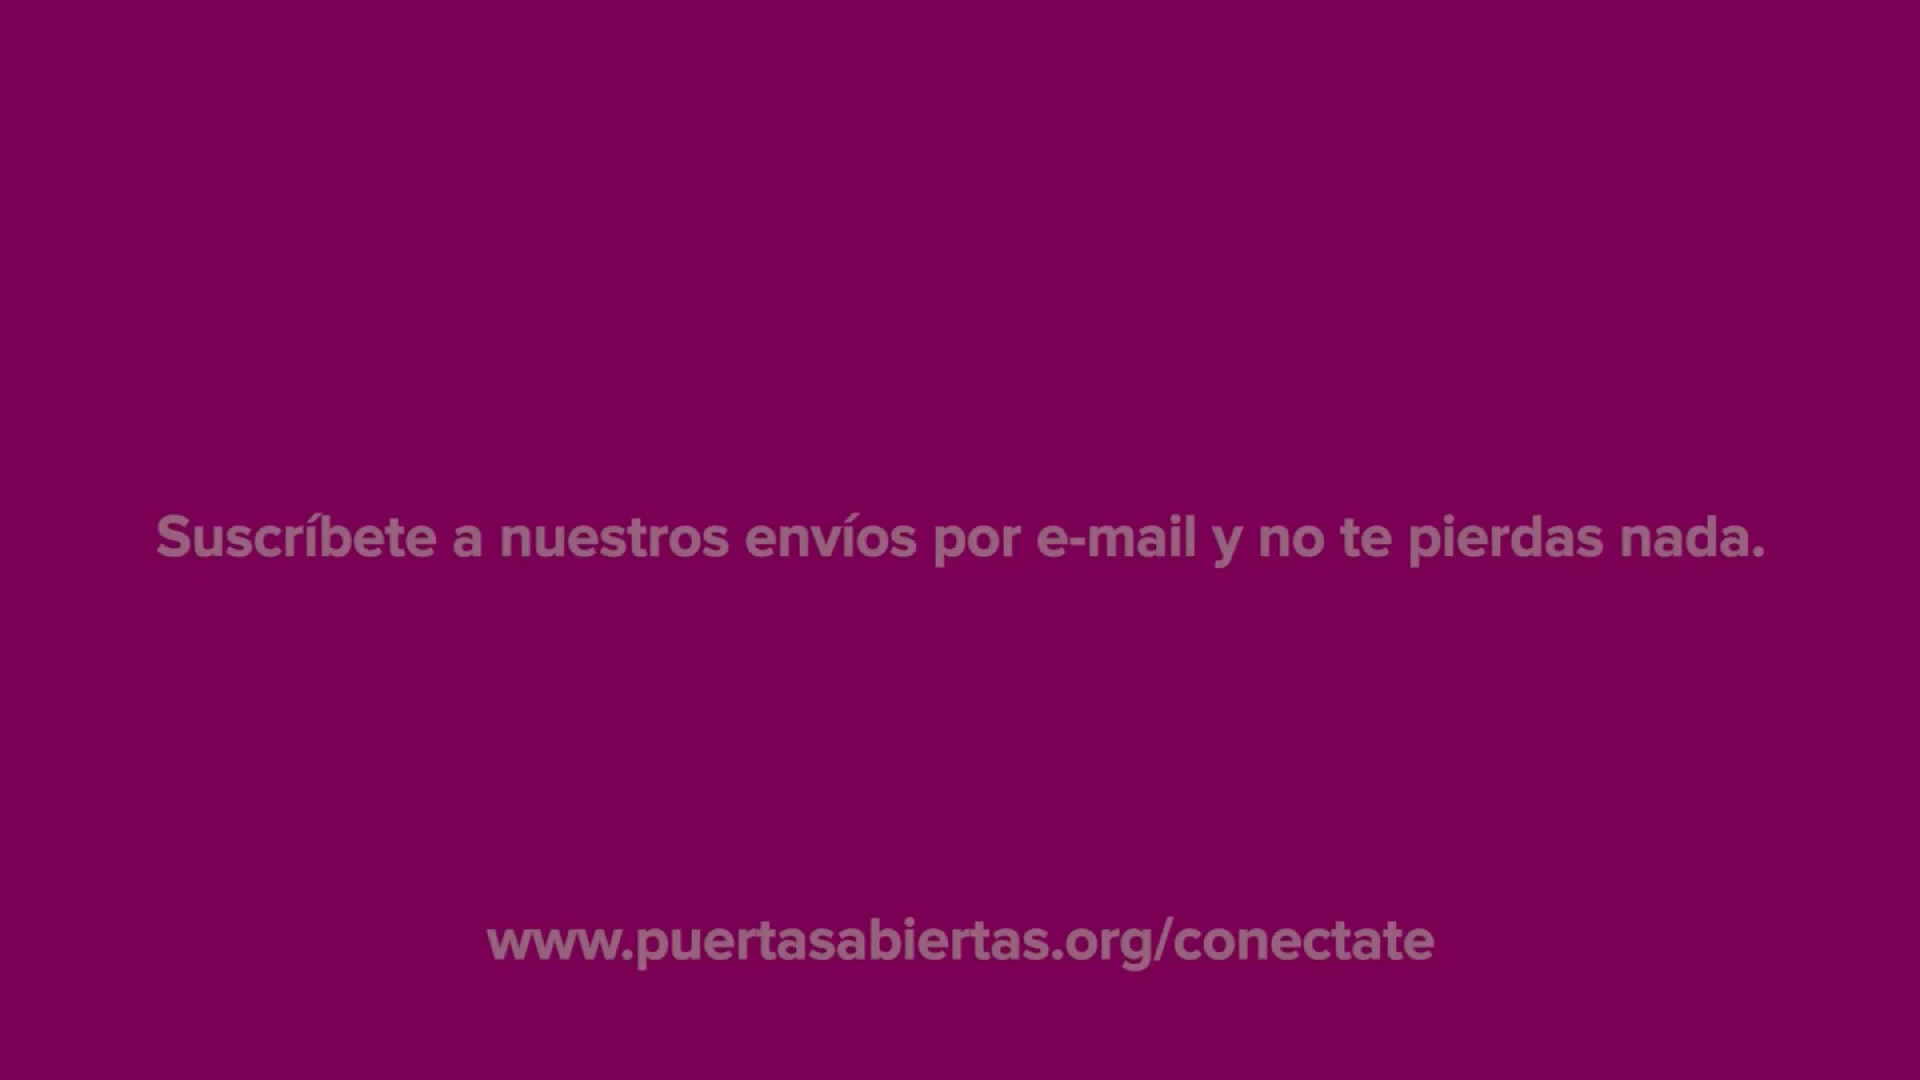 Suscríbete a nuestros envíos por e-mail y no te pierdas nada.
www.puertasabiertas.org/conectate